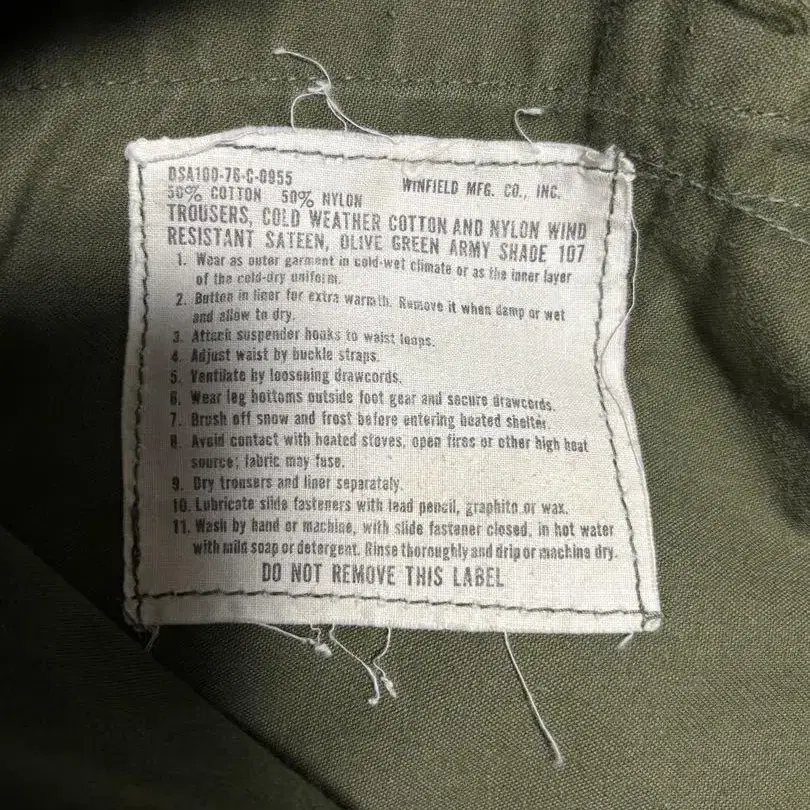 DSA100-76-C-0955
50% COTTON 50% NYLON
WINFIELD MFG. CO., INC.
TROUSERS, COLD WEATHER COTTON AND NYLON WIND
RESISTANT SATEEN, OLIVE GREEN ARMY SHADE 107
1. Wear as outer garment in cold-wet climate or as the inner layer
of the cold-dry uniform.
2. Button in liner for extra warmth. Remove it when damp or wet
and allow to dry.
3. Attach suspender hooks to waist loops.
4. Adjust waist by buckle straps.
5. Ventilate by loosening drawcords.
6. Wear leg bottoms outside foot gear and secure drawcords.
7. Brush off snow and frost before entering heated shelter.
8. Avoid contact with heated stoves, open fires or other high heat
source; fabric may fuse.
9. Dry trousers and liner separately.
10. Lubricate slide fasteners with lead pencil, graphite or wax.
11. Wash by hand or machine, with slide fastener closed, in hot water
with mild soap or detergent. Rinse thoroughly and drip or machine dry.
DO NOT REMOVE THIS LABEL